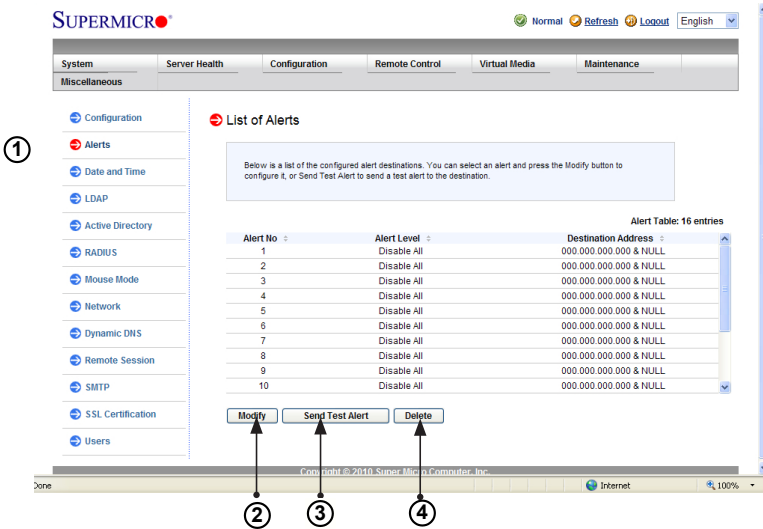 SUPERMICR®
Normal Refresh Logout English
System Server Health Configuration Remote Control Virtual Media Maintenance
Miscellaneous
Configuration
1
Alerts
Date and Time
LDAP
Active Directory
RADIUS
Mouse Mode
Network
Dynamic DNS
Remote Session
SMTP
SSL Certification
Users
List of Alerts
Below is a list of the configured alert destinations. You can select an alert and press the Modify button to
configure it, or Send Test Alert to send a test alert to the destination.
Alert Table: 16 entries
Alert No Alert Level Destination Address
1 Disable All 000.000.000.000 & NULL
2 Disable All 000.000.000.000 & NULL
3 Disable All 000.000.000.000 & NULL
4 Disable All 000.000.000.000 & NULL
5 Disable All 000.000.000.000 & NULL
6 Disable All 000.000.000.000 & NULL
7 Disable All 000.000.000.000 & NULL
8 Disable All 000.000.000.000 & NULL
9 Disable All 000.000.000.000 & NULL
10 Disable All 000.000.000.000 & NULL
Modify Send Test Alert Delete
Copyright © 2010 Super Micro Computer, Inc.
Done Internet 100%
2 3 4